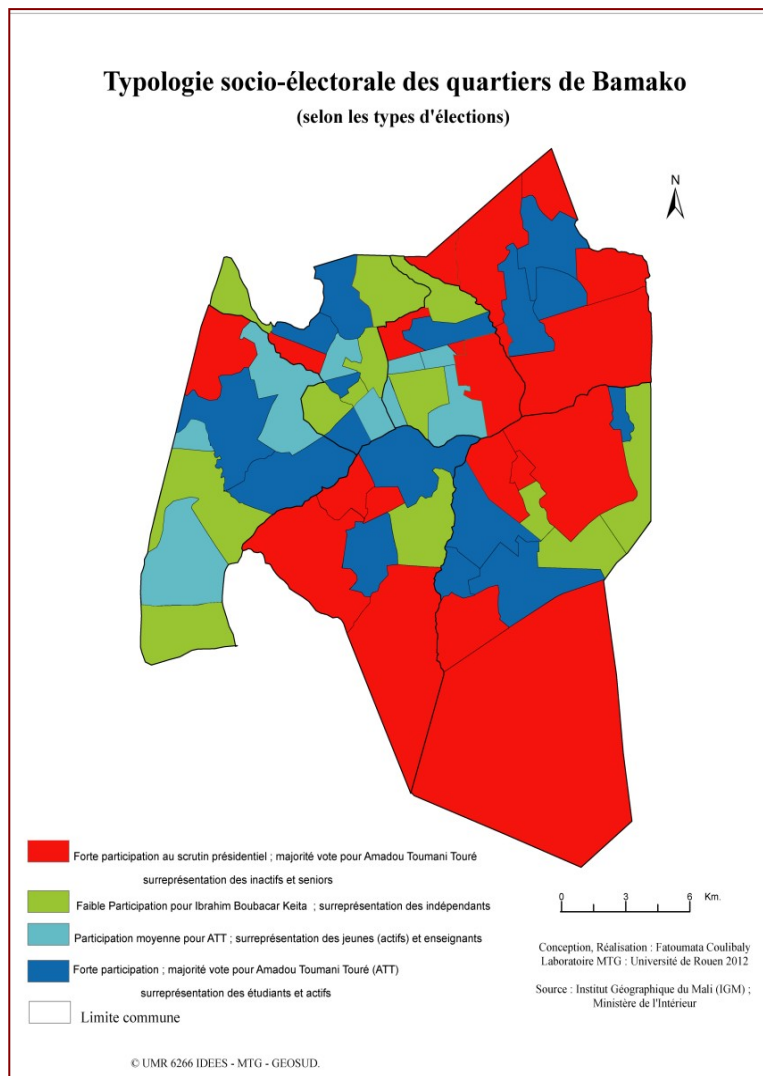 Typologie socio-électorale des quartiers de Bamako
(selon les types d'élections)
N
Forte participation au scrutin présidentiel ; majorité vote pour Amadou Toumani Touré
surreprésentation des inactifs et seniors
Faible Participation pour Ibrahim Boubacar Keita ; surreprésentation des indépendants
Participation moyenne pour ATT ; surreprésentation des jeunes (actifs) et enseignants
Forte participation ; majorité vote pour Amadou Toumani Touré (ATT)
surreprésentation des étudiants et actifs
Limite commune
0 3 6 Km.
Conception, Réalisation : Fatoumata Coulibaly
Laboratoire MTG : Université de Rouen 2012
Source : Institut Géographique du Mali (IGM) ;
Ministère de l'Intérieur
© UMR 6266 IDEES - MTG - GEOSUD.